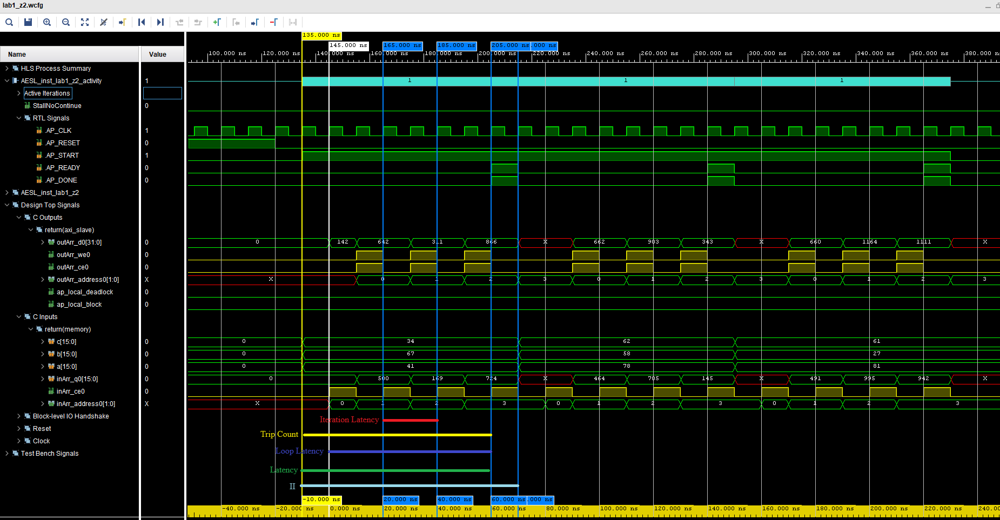 lab1_z2.wcfg
135.000 ns
145.000 ns 165.000 ns 185.000 ns 205.000 ns .000 ns
Name Value 100.000 ns 120.000 ns 140.000 ns 160.000 ns 180.000 ns 200.000 ns 220.000 ns 240.000 ns 260.000 ns 280.000 ns 300.000 ns 320.000 ns 340.000 ns 360.000 ns 380.000
HLS Process Summary
AESL_inst_lab1_z2_activity 1 1 1 1
Active Iterations
StallNoContinue 0
RTL Signals
.AP_CLK 1
.AP_RESET 0
.AP_START 1
.AP_READY 0
.AP_DONE 0
AESL_inst_lab1_z2
Design Top Signals
C Outputs
return(axi_slave)
outArr_d0[31:0] 0 0 142 642 311 866 X 662 903 343 X 660 1164 1111 X
outArr_we0 0
outArr_ce0 0
outArr_address0[1:0] X X 0 1 2 3 0 1 2 3 0 1 2 3
ap_local_deadlock 0
ap_local_block 0
C Inputs
return(memory)
c[15:0] 0 0 34 62 61
b[15:0] 0 0 67 58 27
a[15:0] 0 0 41 78 81
inArr_q0[15:0] 0 0 500 169 724 X 464 705 145 X 491 995 942 X
inArr_ce0 0
inArr_address0[1:0] X X 0 1 2 3 0 1 2 3 0 1 2 3
Block-level IO Handshake
Iteration Latency
Reset
Trip Count
Clock
Loop Latency
Test Bench Signals
Latency
II
-10.000 ns 20.000 ns 40.000 ns 60.000 ns .000 ns
-40.000 ns -20.000 ns 0.000 ns 20.000 ns 40.000 ns 60.000 ns 80.000 ns 100.000 ns 120.000 ns 140.000 ns 160.000 ns 180.000 ns 200.000 ns 220.000 ns 240.0